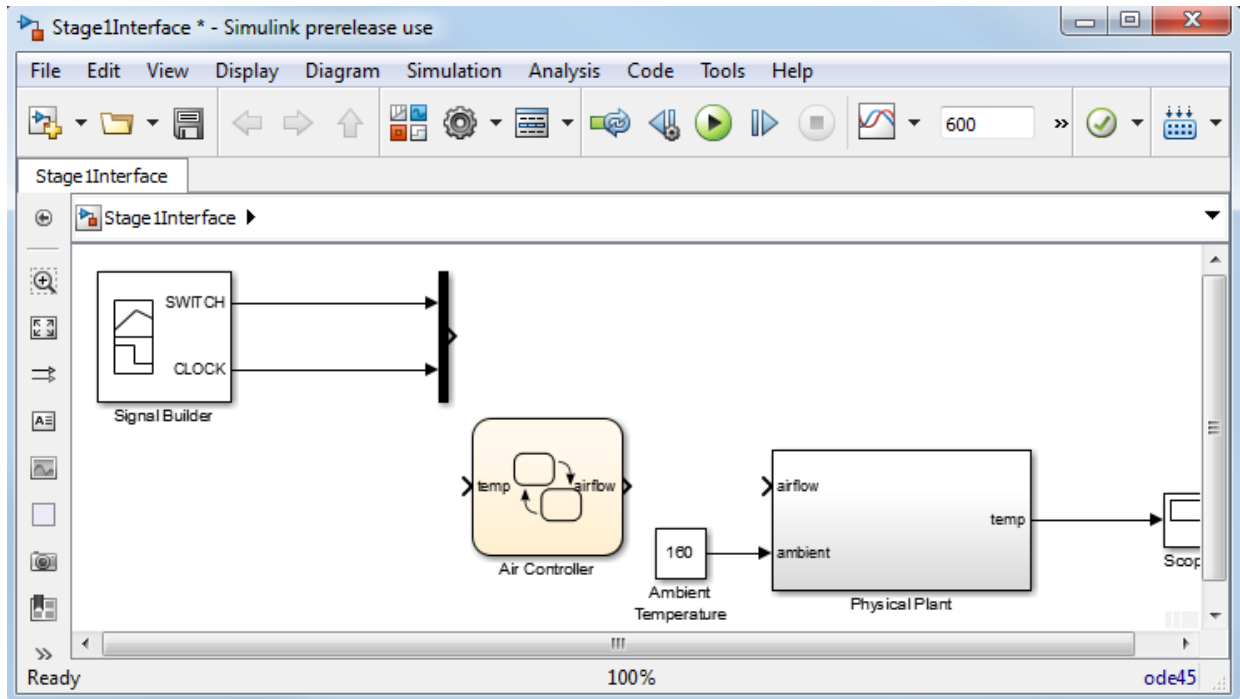 Stage1Interface * - Simulink prerelease use
File Edit View Display Diagram Simulation Analysis Code Tools Help
600
Stage1Interface
Stage1Interface
SWITCH
CLOCK
Signal Builder
temp
airflow
Air Controller
160
Ambient
Temperature
airflow
temp
ambient
Physical Plant
Scop
Ready 100% ode45